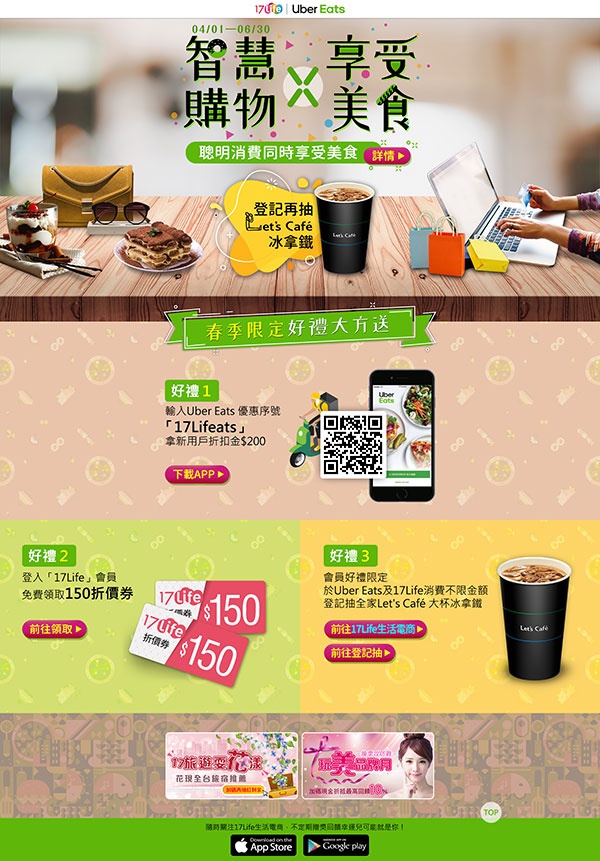 17Life | Uber Eats
04/01—06/30
智慧 享受
購物 X 美食
聰明消費同時享受美食 詳情
登記再抽
Let's Café
冰拿鐵
Let's Café
春季限定好禮大方送
好禮 1
輸入Uber Eats 優惠序號
「17Lifeats」
拿新用戶折扣金$200
下載APP
Uber
Eats
好禮 2
登入「17Life」會員
免費領取150折價券
前往領取
17Life
折價券
$150
17Life
折價券
$150
好禮 3
會員好禮限定
於Uber Eats及17Life消費不限金額
登記抽全家Let's Café 大杯冰拿鐵
前往17Life生活電商
前往登記抽
Let's Café
17旅遊耍花漾
花現全台旅宿推薦
玩美品牌月
TOP
隨時關注17Life生活電商，不定期贈獎回饋幸運兒可能就是你！
Download on the
App Store
Google play